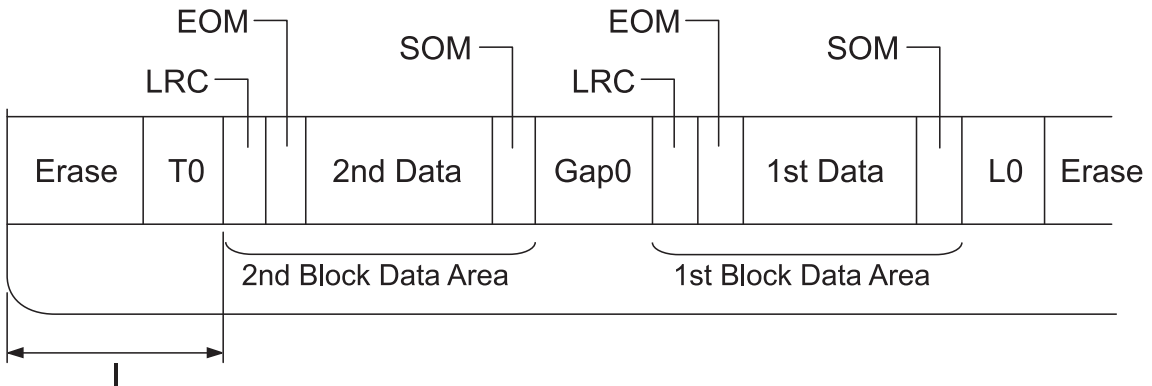 EOM
EOM
SOM
SOM
LRC
LRC
Erase
T0
2nd Data
Gap0
1st Data
L0
Erase
2nd Block Data Area
1st Block Data Area